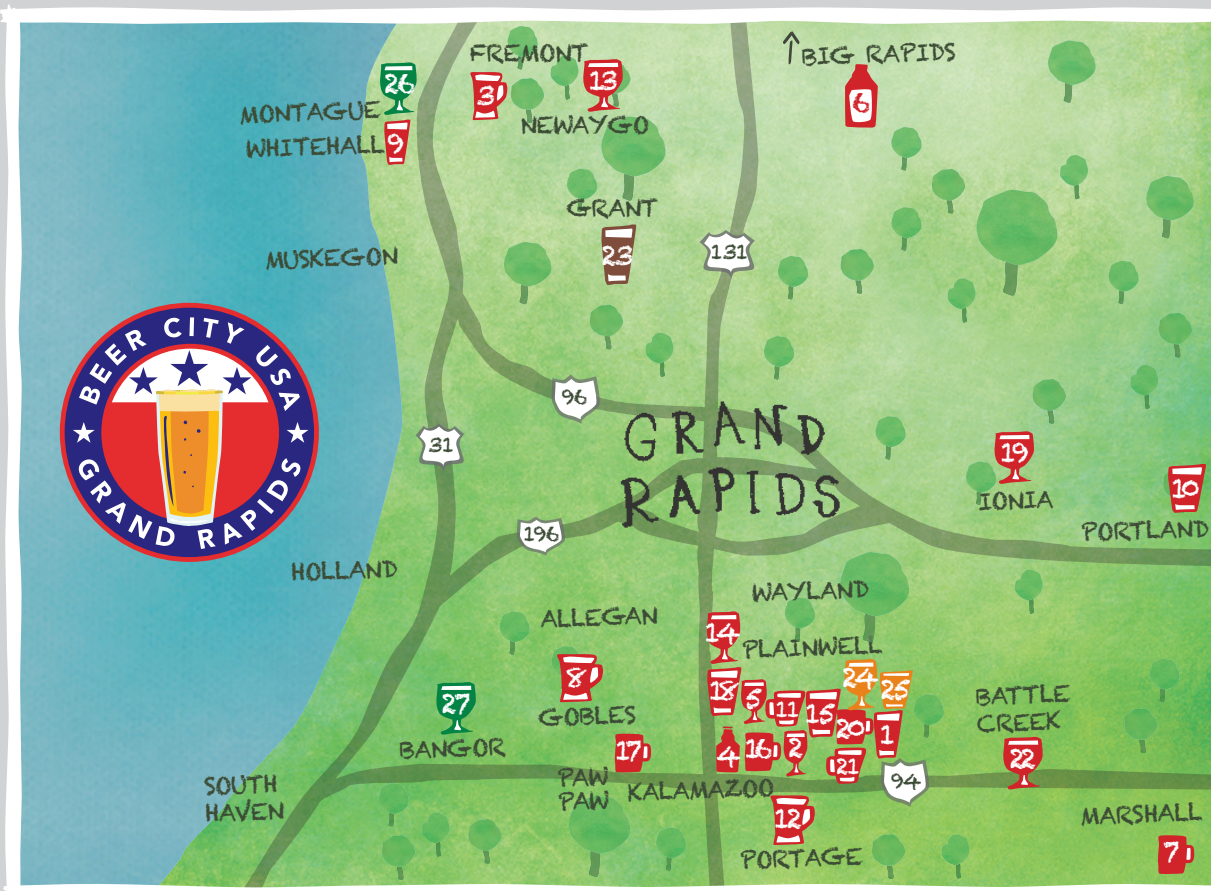 FREMONT
BIG RAPIDS
26
3
13
6
MONTAGUE
NEWAYGO
WHITEHALL
9
GRANT
23
131
MUSKEGON
BEER CITY USA
GRAND RAPIDS
96
31
GRAND
RAPIDS
19
10
IONIA
PORTLAND
196
HOLLAND
WAYLAND
ALLEGAN
14
PLAINWELL
8
18
5
11
15
24
25
27
GOBLES
20
1
BATTLE
CREEK
BANGOR
17
4
16
2
21
22
94
SOUTH
HAVEN
PAW
PAW
KALAMAZOO
12
PORTAGE
MARSHALL
7